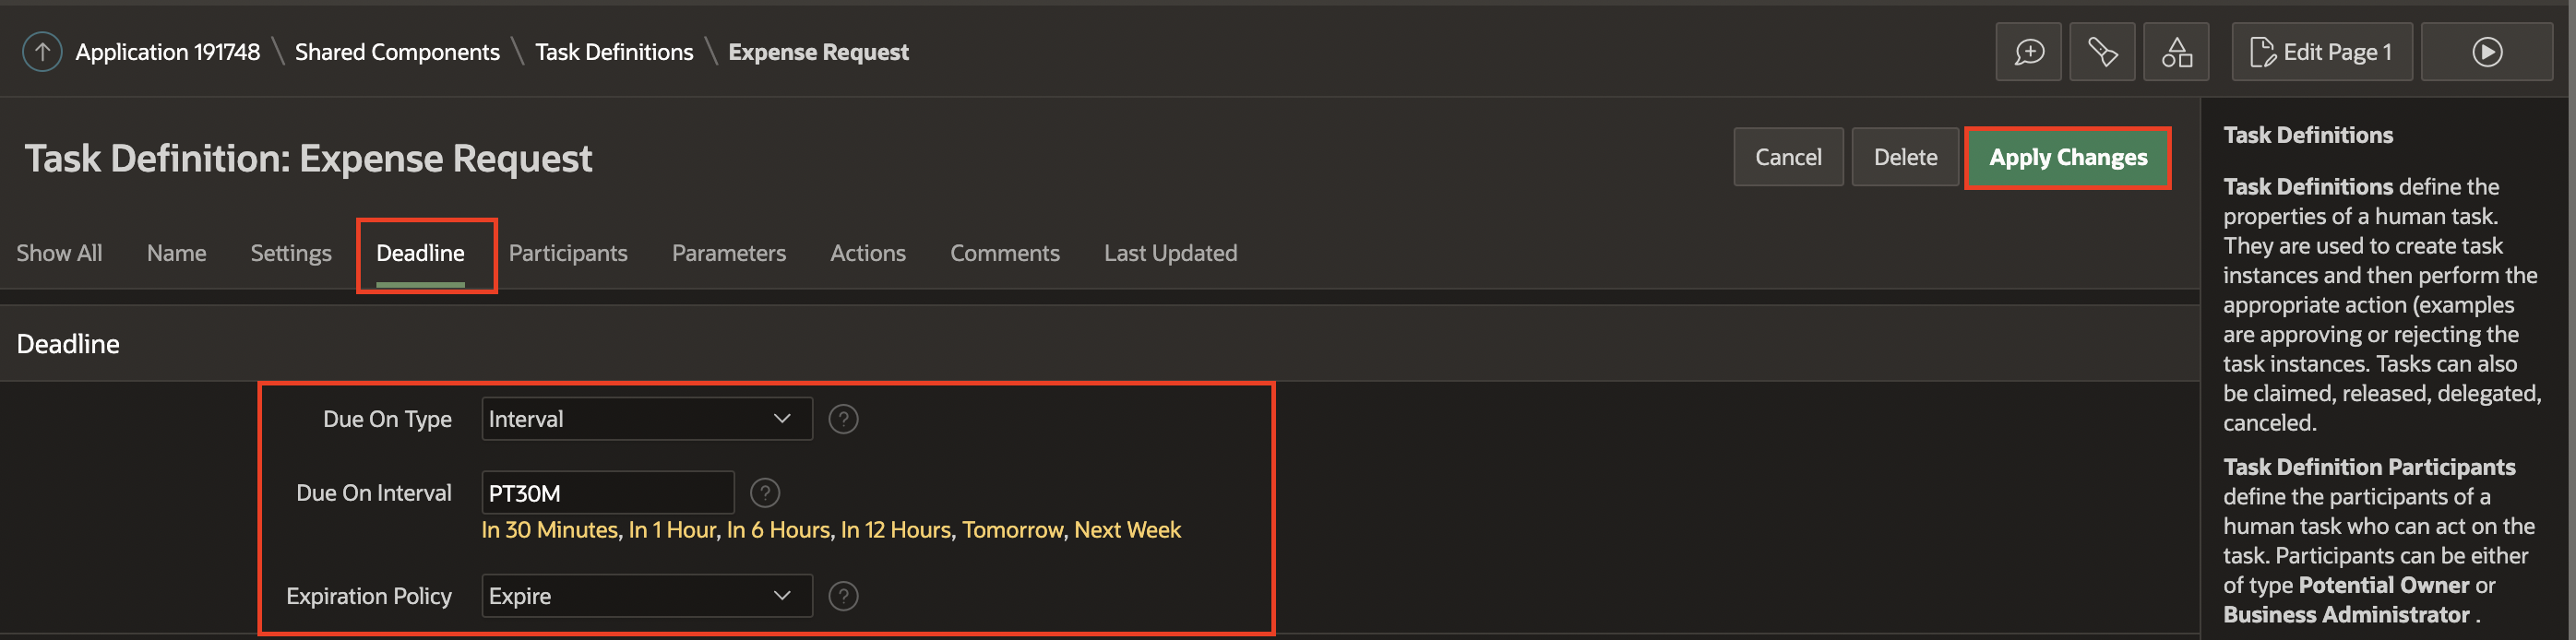 Application 191748 \ Shared Components \ Task Definitions \ Expense Request
Edit Page 1
Task Definition: Expense Request
Cancel
Delete
Apply Changes
Show All
Name
Settings
Deadline
Participants
Parameters
Actions
Comments
Last Updated
Deadline
Due On Type
Interval
?
Due On Interval
PT30M
?
In 30 Minutes, In 1 Hour, In 6 Hours, In 12 Hours, Tomorrow, Next Week
Expiration Policy
Expire
?
Task Definitions
Task Definitions define the
properties of a human task.
They are used to create task
instances and then perform the
appropriate action (examples
are approving or rejecting the
task instances. Tasks can also
be claimed, released, delegated,
canceled.
Task Definition Participants
define the participants of a
human task who can act on the
task. Participants can be either
of type Potential Owner or
Business Administrator .